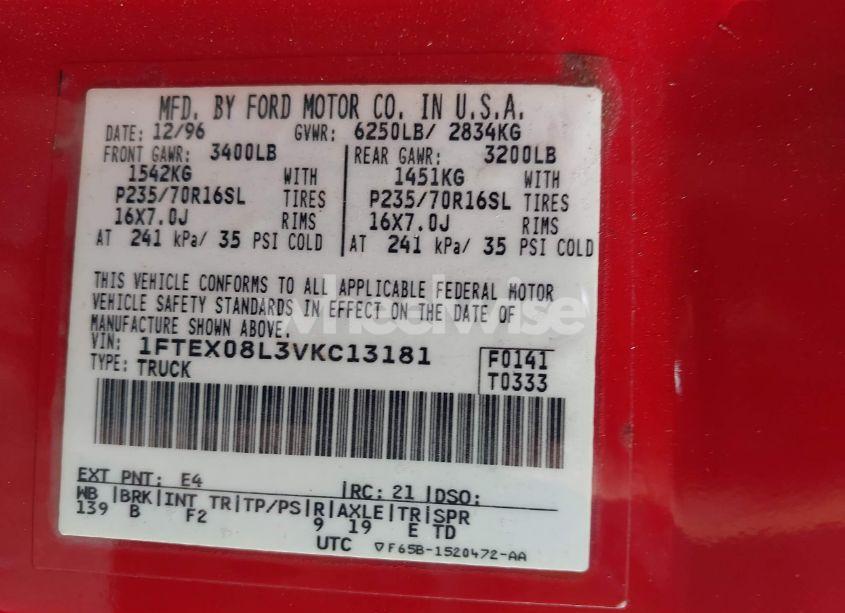 MFD. BY FORD MOTOR CO. IN U.S.A.
DATE: 12/96 GVWR: 6250LB/ 2834KG
FRONT GAWR: 3400LB REAR GAWR: 3200LB
1542KG WITH 1451KG WITH
P235/70R16SL TIRES P235/70R16SL TIRES
16X7.0J RIMS 16X7.0J RIMS
AT 241 kPa/ 35 PSI COLD AT 241 kPa/ 35 PSI COLD
THIS VEHICLE CONFORMS TO ALL APPLICABLE FEDERAL MOTOR
VEHICLE SAFETY STANDARDS IN EFFECT ON THE DATE OF
MANUFACTURE SHOWN ABOVE.
wheelwise
VIN: 1FTEX08L3VKC13181 F0141
TYPE: TRUCK T0333
EXT PNT: E4 |RC: 21 |DSO:
WB |BRK|INT TR|TP/PS|R|AXLE|TR|SPR
139 B F2 9 19 E TD
UTC ▽F65B-1520472-AA